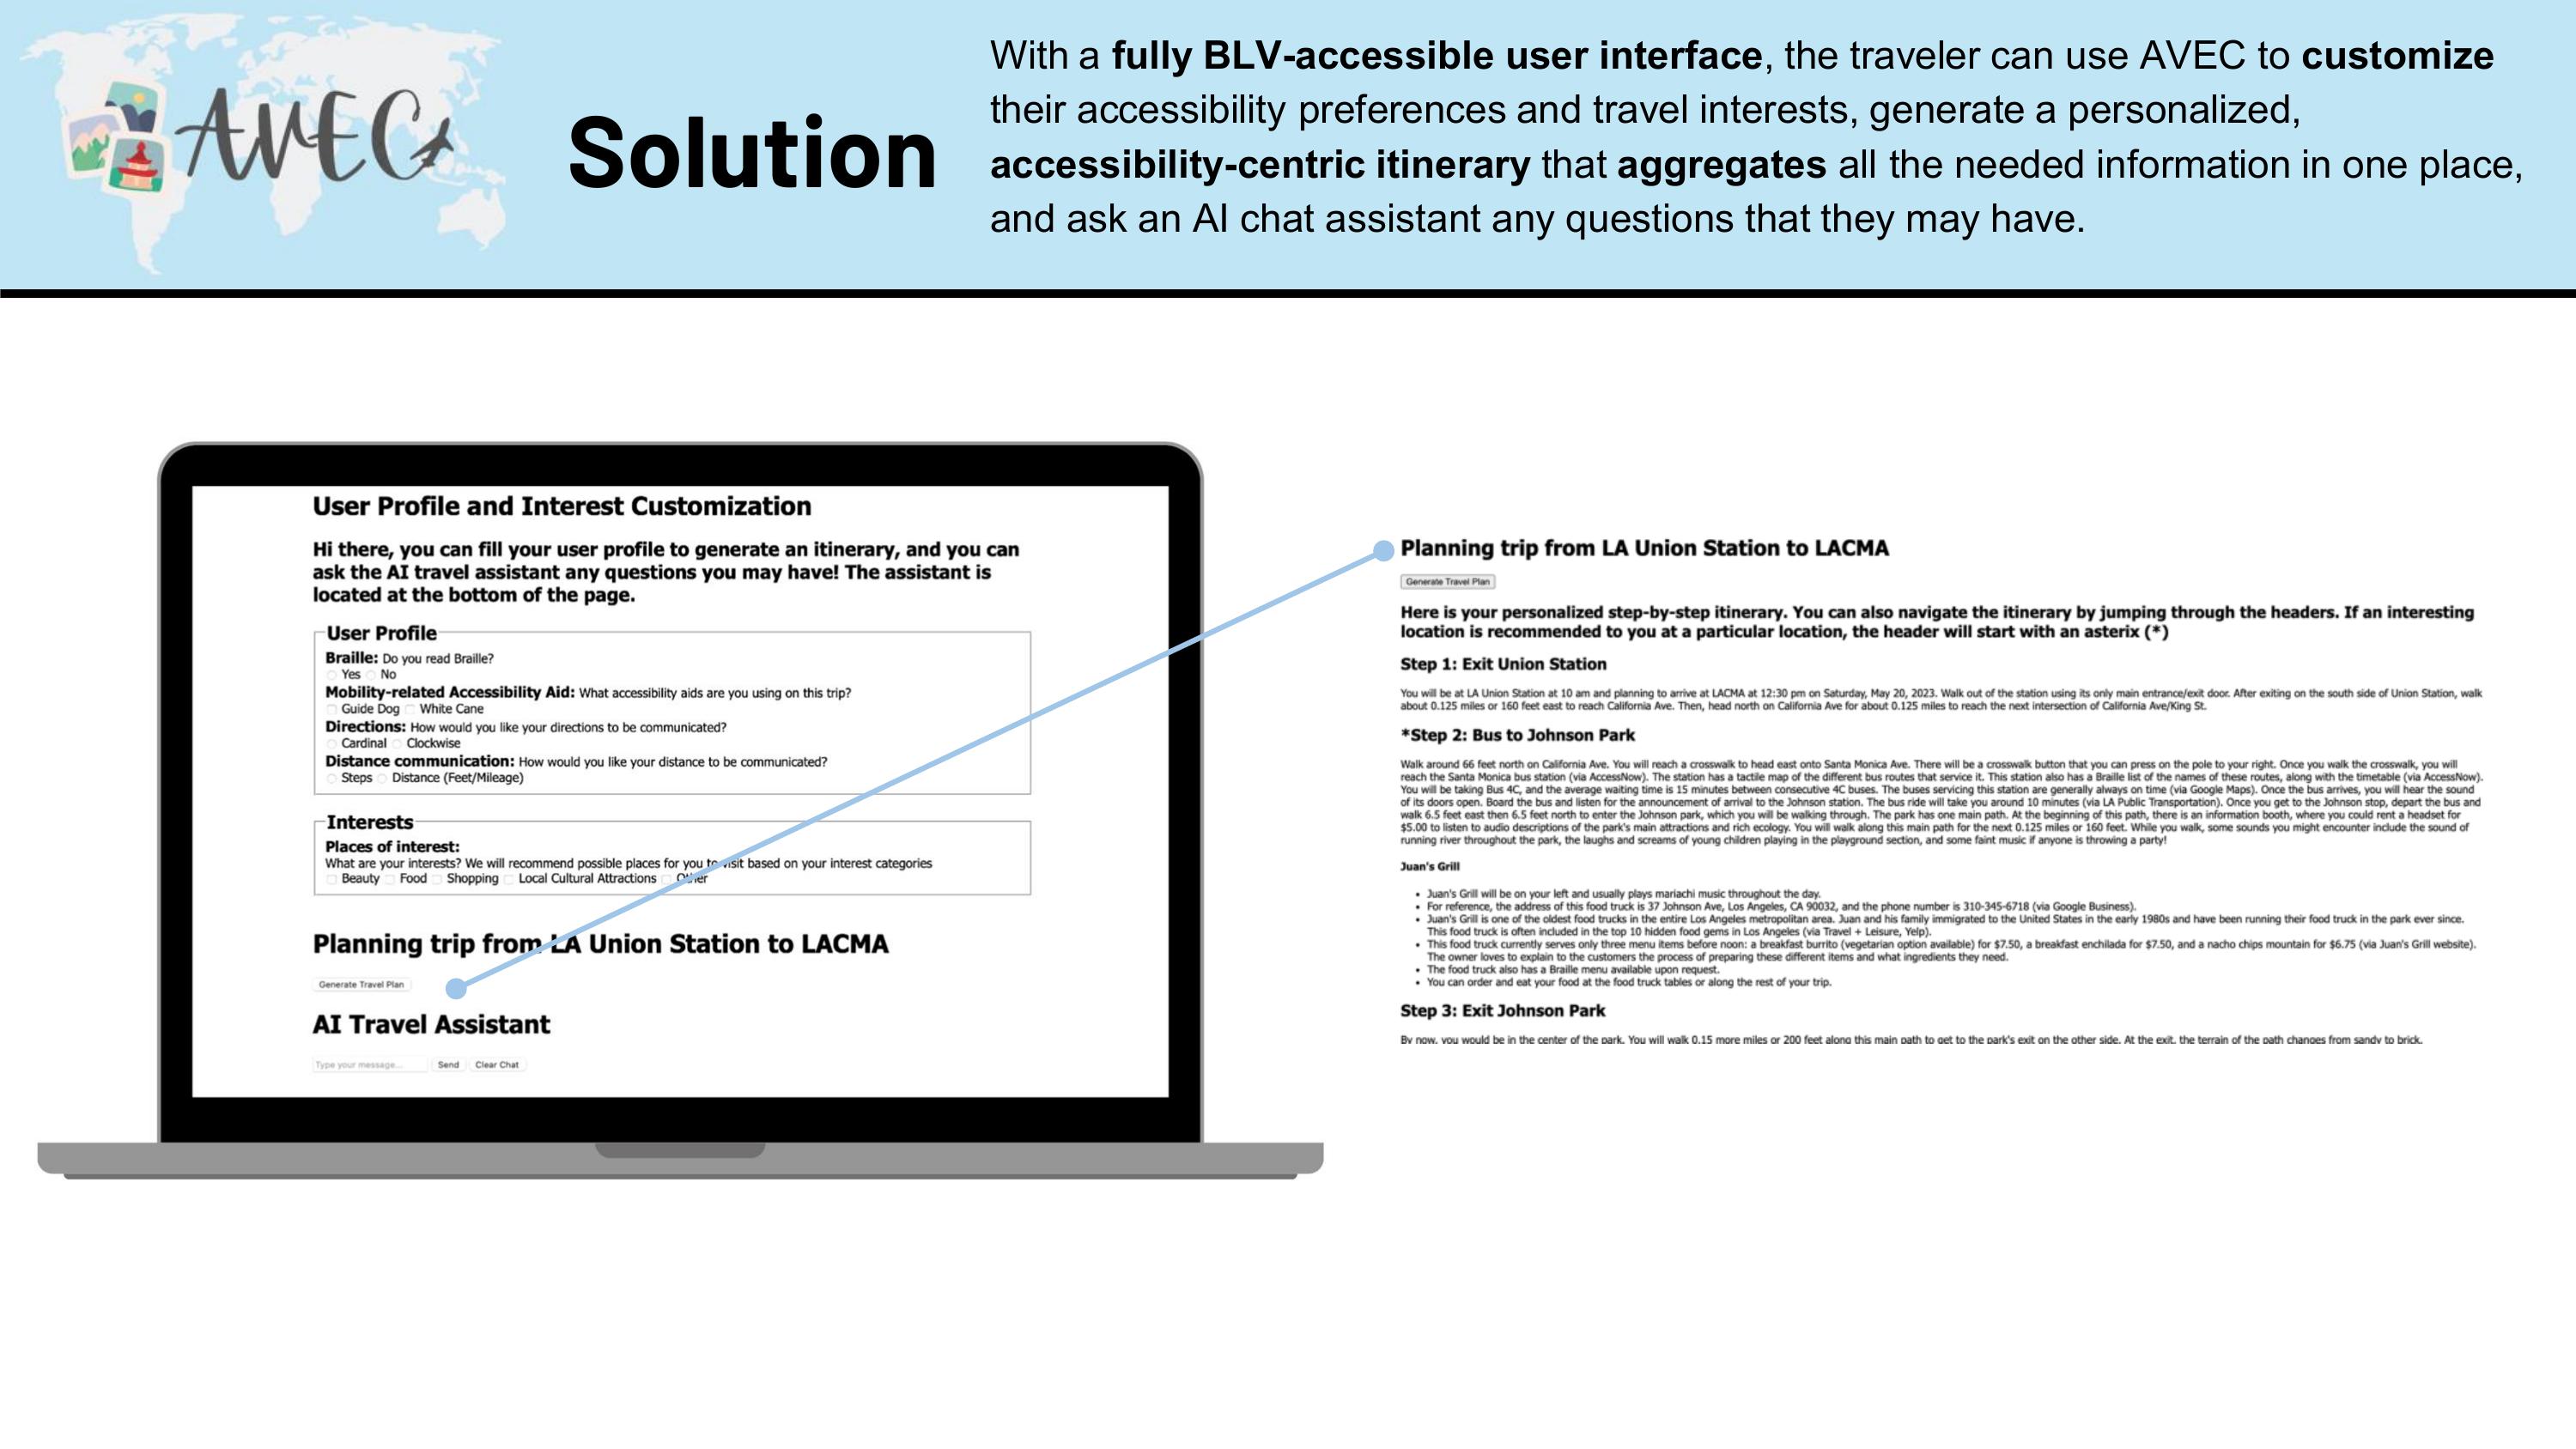 AVEC
Solution
With a fully BLV-accessible user interface, the traveler can use AVEC to customize
their accessibility preferences and travel interests, generate a personalized,
accessibility-centric itinerary that aggregates all the needed information in one place,
and ask an AI chat assistant any questions that they may have.
User Profile and Interest Customization
Hi there, you can fill your user profile to generate an itinerary, and you can
ask the AI travel assistant any questions you may have! The assistant is
located at the bottom of the page.
User Profile
Braille: Do you read Braille?
Yes No
Mobility-related Accessibility Aid: What accessibility aids are you using on this trip?
Guide Dog White Cane
Directions: How would you like your directions to be communicated?
Cardinal Clockwise
Distance communication: How would you like your distance to be communicated?
Steps Distance (Feet/Mileage)
Interests
Places of interest:
What are your interests? We will recommend possible places for you to visit based on your interest categories
Beauty Food Shopping Local Cultural Attractions Other
Planning trip from LA Union Station to LACMA
Generate Travel Plan
AI Travel Assistant
Type your message... Send Clear Chat
Planning trip from LA Union Station to LACMA
Generate Travel Plan
Here is your personalized step-by-step itinerary. You can also navigate the itinerary by jumping through the headers. If an interesting
location is recommended to you at a particular location, the header will start with an asterix (*)
Step 1: Exit Union Station
You will be at LA Union Station at 10 am and planning to arrive at LACMA at 12:30 pm on Saturday, May 20, 2023. Walk out of the station using its only main entrance/exit door. After exiting on the south side of Union Station, walk
about 0.125 miles or 160 feet east to reach California Ave. Then, head north on California Ave for about 0.125 miles to reach the next intersection of California Ave/King St.
*Step 2: Bus to Johnson Park
Walk around 66 feet north on California Ave. You will reach a crosswalk to head east onto Santa Monica Ave. There will be a crosswalk button that you can press on the pole to your right. Once you walk the crosswalk, you will
reach the Santa Monica bus station (via AccessNow). The station has a tactile map of the different bus routes that service it. This station also has a Braille list of the names of these routes, along with the timetable (via AccessNow).
You will be taking Bus 4C, and the average waiting time is 15 minutes between consecutive 4C buses. The buses servicing this station are generally always on time (via Google Maps). Once the bus arrives, you will hear the sound
of its doors open. Board the bus and listen for the announcement of arrival to the Johnson station. The bus ride will take you around 10 minutes (via LA Public Transportation). Once you get to the Johnson stop, depart the bus and
walk 6.5 feet east then 6.5 feet north to enter the Johnson park, which you will be walking through. The park has one main path. At the beginning of this path, there is an information booth, where you could rent a headset for
$5.00 to listen to audio descriptions of the park's main attractions and rich ecology. You will walk along this main path for the next 0.125 miles or 160 feet. While you walk, some sounds you might encounter include the sound of
running river throughout the park, the laughs and screams of young children playing in the playground section, and some faint music if anyone is throwing a party!
Juan's Grill
• Juan's Grill will be on your left and usually plays mariachi music throughout the day.
• For reference, the address of this food truck is 37 Johnson Ave, Los Angeles, CA 90032, and the phone number is 310-345-6718 (via Google Business).
• Juan's Grill is one of the oldest food trucks in the entire Los Angeles metropolitan area. Juan and his family immigrated to the United States in the early 1980s and have been running their food truck in the park ever since.
This food truck is often included in the top 10 hidden food gems in Los Angeles (via Travel + Leisure, Yelp).
• This food truck currently serves only three menu items before noon: a breakfast burrito (vegetarian option available) for $7.50, a breakfast enchilada for $7.50, and a nacho chips mountain for $6.75 (via Juan's Grill website).
The owner loves to explain to the customers the process of preparing these different items and what ingredients they need.
• The food truck also has a Braille menu available upon request.
• You can order and eat your food at the food truck tables or along the rest of your trip.
Step 3: Exit Johnson Park
By now, you would be in the center of the park. You will walk 0.15 more miles or 200 feet along this main path to get to the park's exit on the other side. At the exit, the terrain of the path changes from sandy to brick.